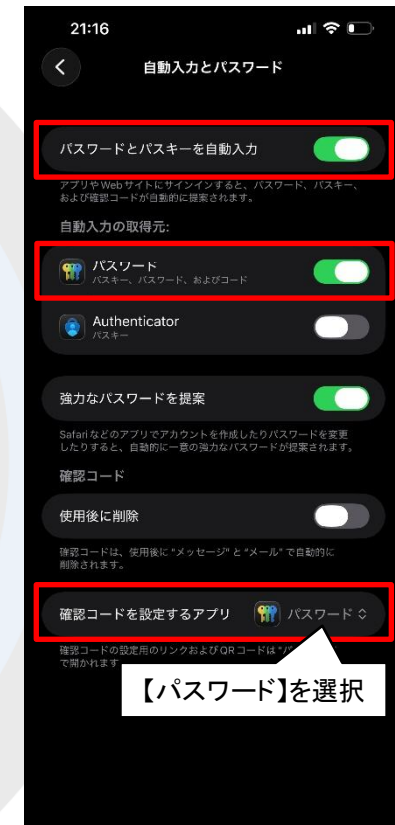 21:16
自動入力とパスワード
パスワードとパスキーを自動入力
アプリやWebサイトにサインインすると、パスワード、パスキー、
および確認コードが自動的に提案されます。
自動入力の取得元:
パスワード
パスキー、パスワード、およびコード
Authenticator
パスキー
強力なパスワードを提案
Safariなどのアプリでアカウントを作成したりパスワードを変更
したりすると、自動的に一意の強力なパスワードが提案されます。
確認コード
使用後に削除
確認コードは、使用後に"メッセージ"と"メール"で自動的に
削除されます。
確認コードを設定するアプリ パスワード
確認コードの設定用のリンクおよびQRコードは
で開かれます
【パスワード】を選択